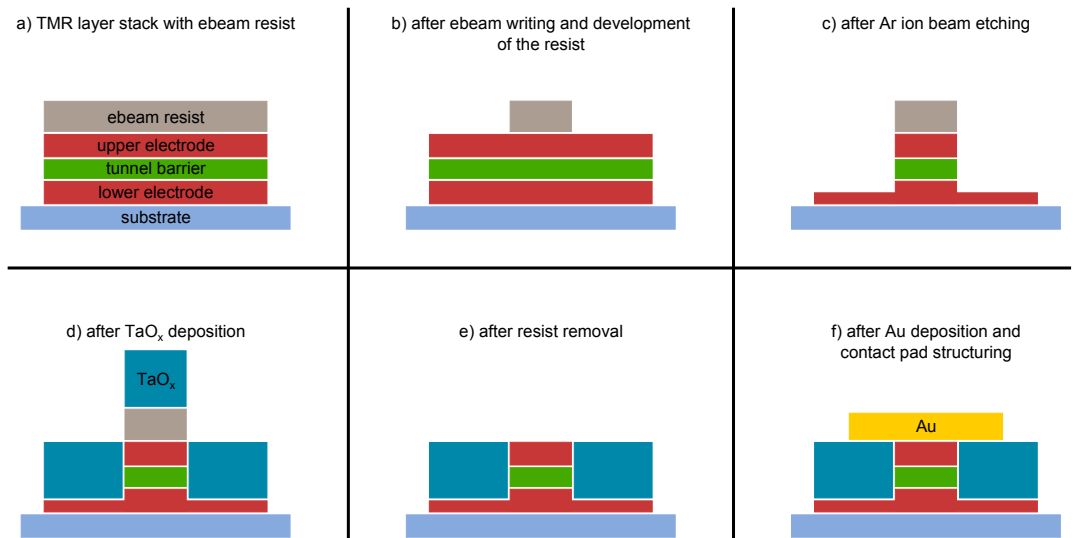 a) TMR layer stack with ebeam resist
ebeam resist
upper electrode
tunnel barrier
lower electrode
substrate
b) after ebeam writing and development
of the resist
c) after Ar ion beam etching
d) after TaOₓ deposition
TaOₓ
e) after resist removal
f) after Au deposition and
contact pad structuring
Au